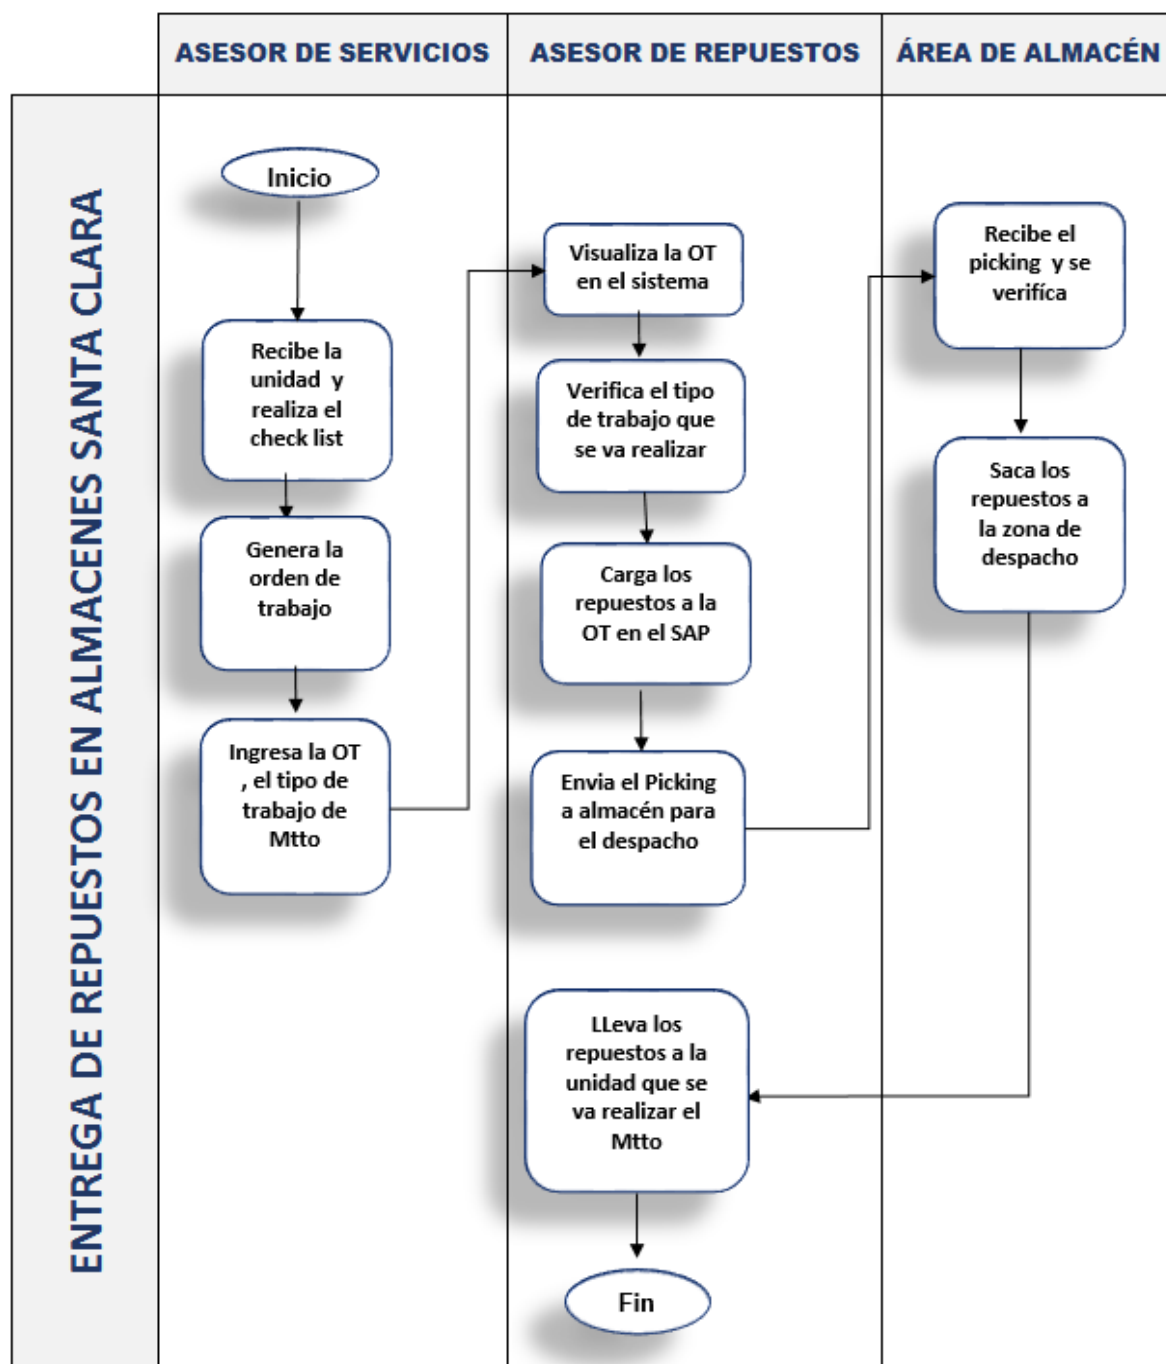 ASESOR DE SERVICIOS
ASESOR DE REPUESTOS
ÁREA DE ALMACÉN
ENTREGA DE REPUESTOS EN ALMACENES SANTA CLARA
Inicio
Recibe la
unidad y
realiza el
check list
Genera la
orden de
trabajo
Ingresa la OT
, el tipo de
trabajo de
Mtto
Visualiza la OT
en el sistema
Verifica el tipo
de trabajo que
se va realizar
Carga los
repuestos a la
OT en el SAP
Envia el Picking
a almacén para
el despacho
Recibe el
picking y se
verifíca
Saca los
repuestos a
la zona de
despacho
LLeva los
repuestos a la
unidad que se
va realizar el
Mtto
Fin